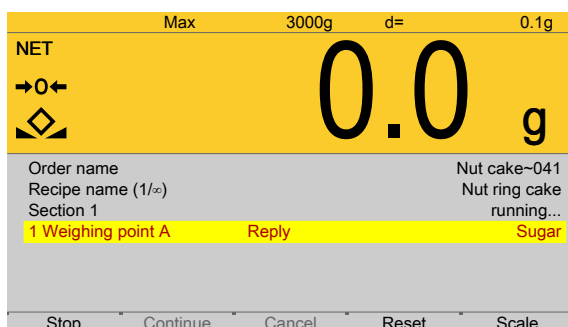 Max 3000g d= 0.1g
NET
→0←
0.0 g
Order name Nut cake~041
Recipe name (1/∞) Nut ring cake
Section 1 running...
1 Weighing point A Reply Sugar
Stop Continue Cancel Reset Scale